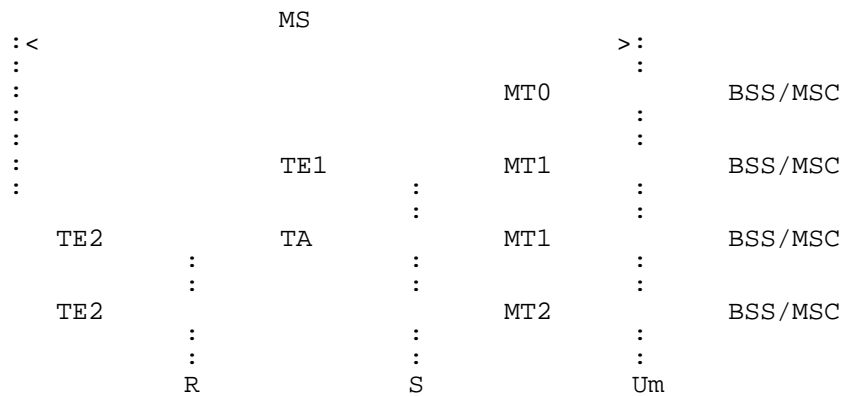 MS
:< >:
: :
: MT0 BSS/MSC
: :
: :
: TE1 MT1 BSS/MSC
: : :
: :
TE2 TA MT1 BSS/MSC
: : :
: : :
TE2 MT2 BSS/MSC
: : :
: : :
R S Um